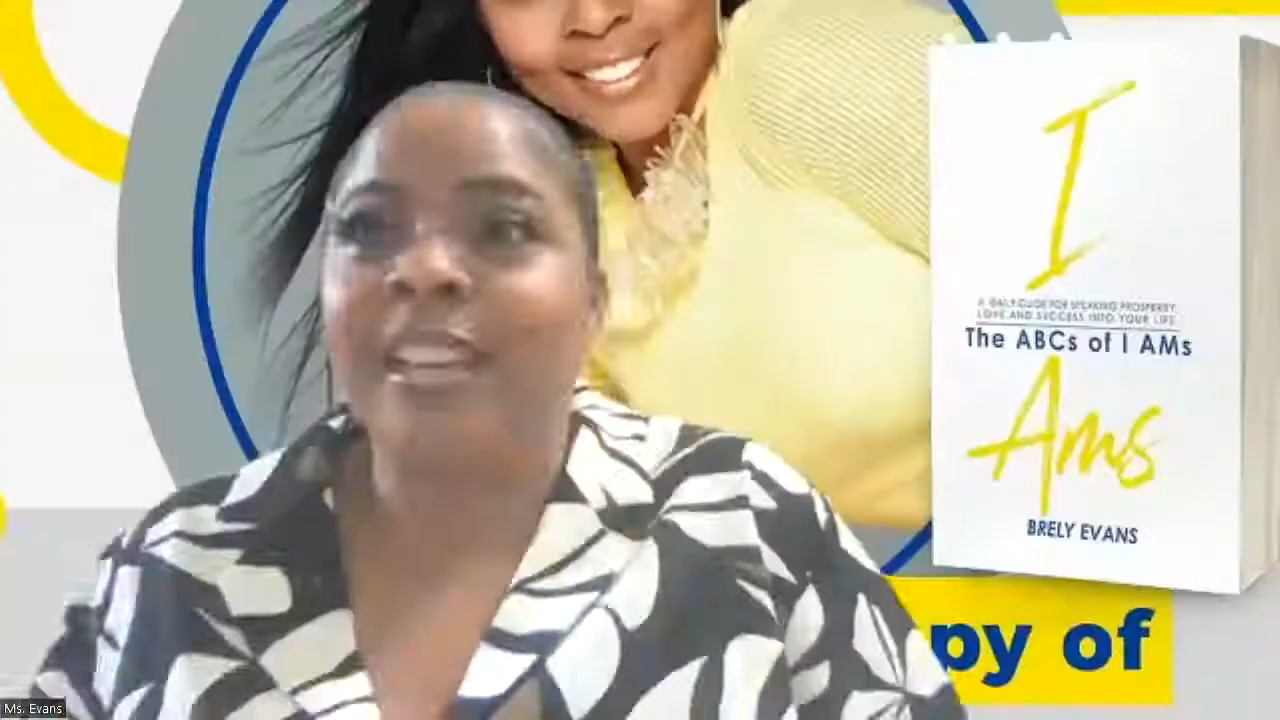 I
A DAILY GUIDE FOR SPEAKING PROSPERITY,
LOVE AND SUCCESS INTO YOUR LIFE
The ABCs of I AMs
Ams
BRELY EVANS
py of
Ms. Evans